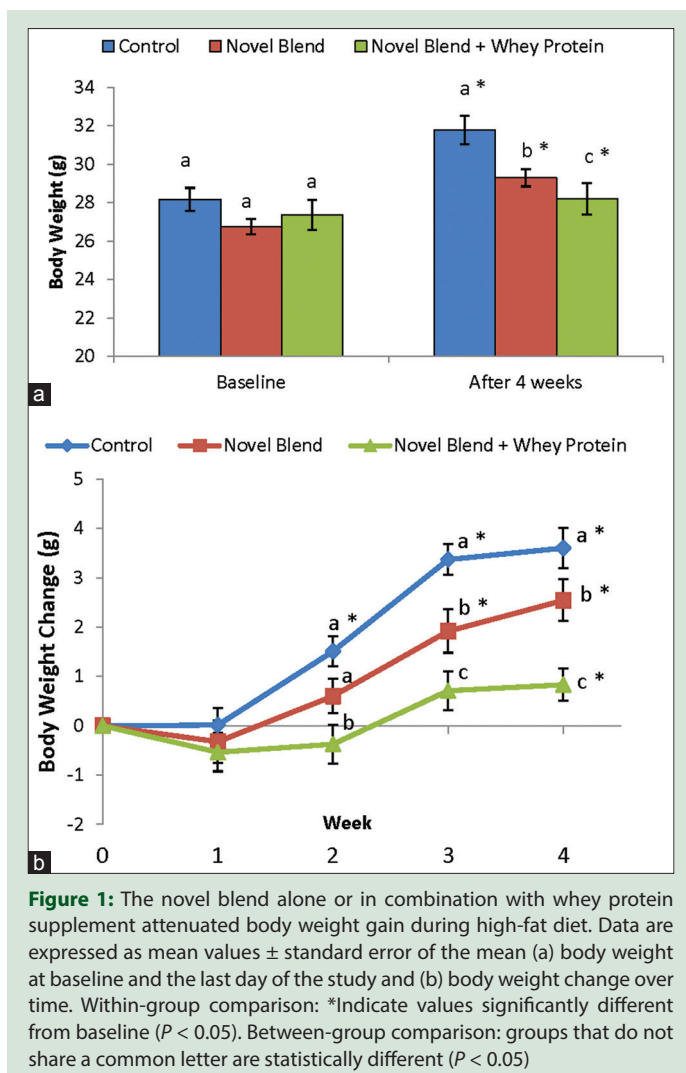 Control Novel Blend Novel Blend + Whey Protein
34
32
30
28
26
24
22
20
Body Weight (g)
a a a
a * b * c *
Baseline After 4 weeks
a
Control Novel Blend Novel Blend + Whey Protein
5
4
3
2
1
0
-1
-2
Body Weight Change (g)
a * a * a *
a b * b *
b c c *
Week
0 1 2 3 4
b
Figure 1: The novel blend alone or in combination with whey protein
supplement attenuated body weight gain during high-fat diet. Data are
expressed as mean values ± standard error of the mean (a) body weight
at baseline and the last day of the study and (b) body weight change over
time. Within-group comparison: *Indicate values significantly different
from baseline (P < 0.05). Between-group comparison: groups that do not
share a common letter are statistically different (P < 0.05)